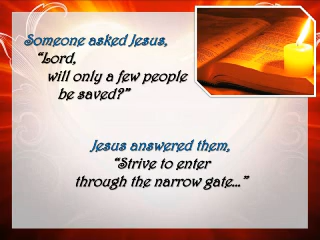 Someone asked Jesus,
“Lord,
will only a few people
be saved?”
Jesus answered them,
“Strive to enter
through the narrow gate...”